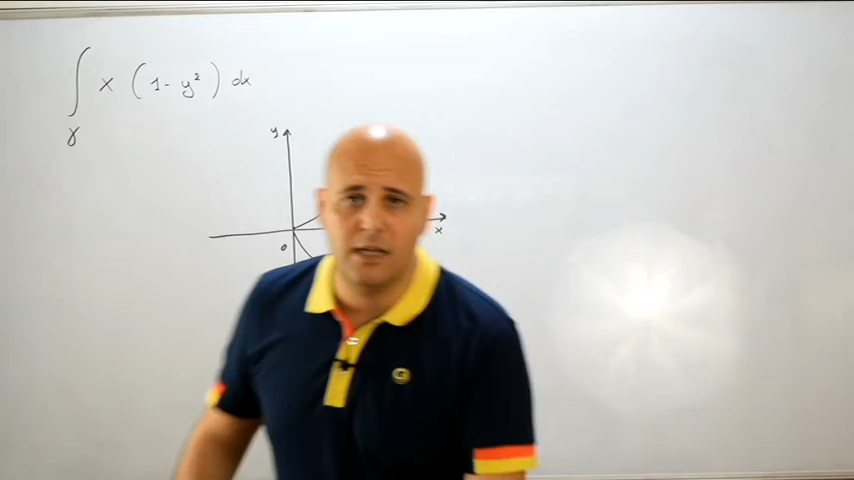 ∫ x (1 - y²) dx
γ
y
x
0